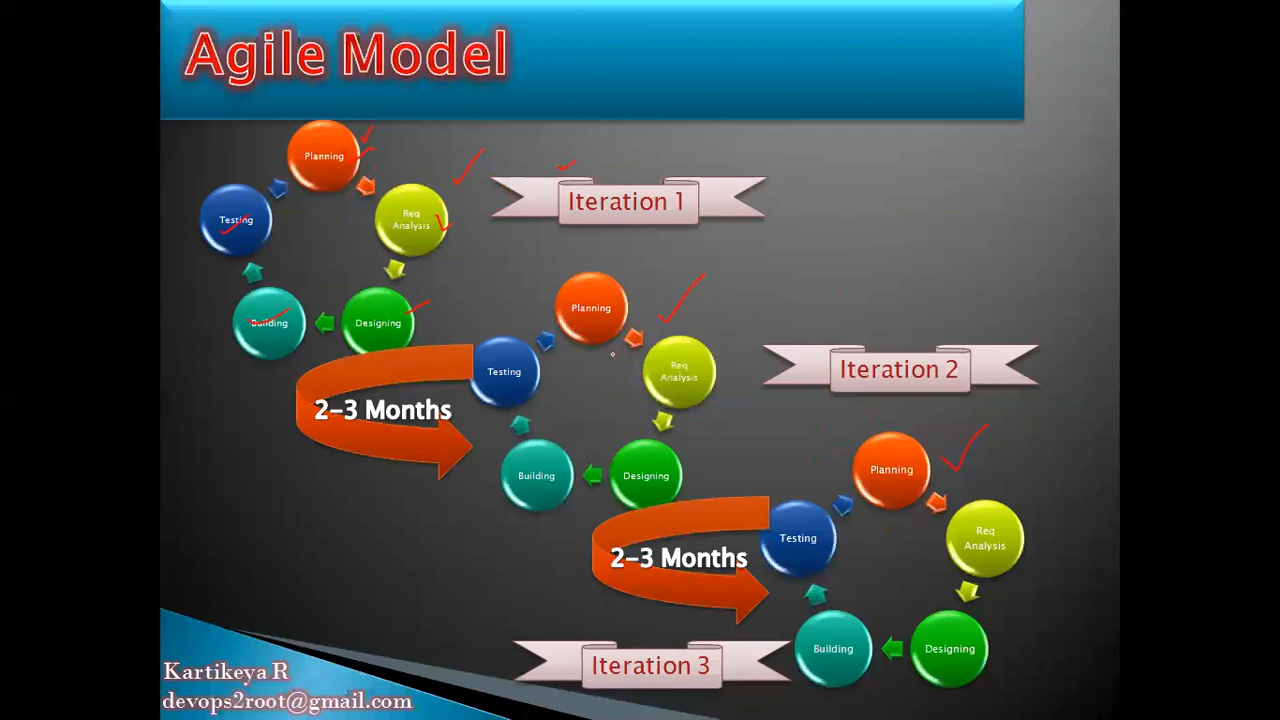 Agile Model
Planning
Testing
Req
Analysis
Building
Designing
Iteration 1
2-3 Months
Planning
Testing
Req
Analysis
Building
Designing
Iteration 2
2-3 Months
Planning
Testing
Req
Analysis
Building
Designing
Iteration 3
Kartikeya R
devops2root@gmail.com